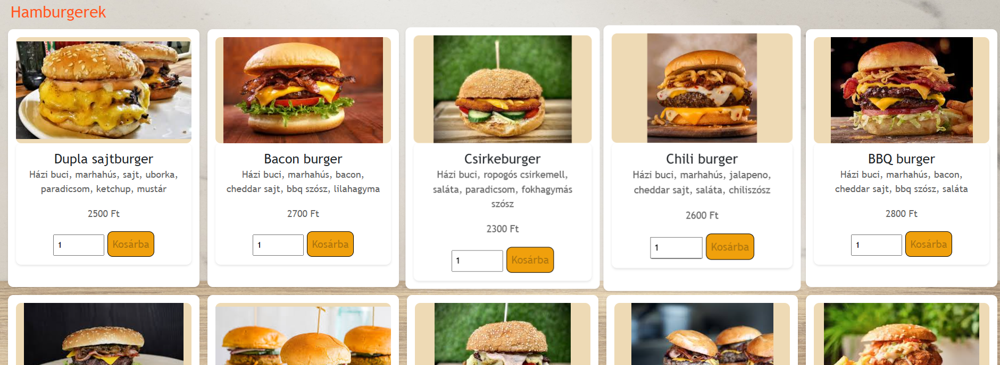 Hamburgerek
Dupla sajtburger
Házi buci, marhahús, sajt, uborka,
paradicsom, ketchup, mustár
2500 Ft
1 Kosárba
Bacon burger
Házi buci, marhahús, bacon,
cheddar sajt, bbq szósz, lilahagyma
2700 Ft
1 Kosárba
Csirkeburger
Házi buci, ropogós csirkemell,
saláta, paradicsom, fokhagymás
szósz
2300 Ft
1 Kosárba
Chili burger
Házi buci, marhahús, jalapeno,
cheddar sajt, saláta, chiliszósz
2600 Ft
1 Kosárba
BBQ burger
Házi buci, marhahús, bacon,
cheddar sajt, bbq szósz, saláta
2800 Ft
1 Kosárba